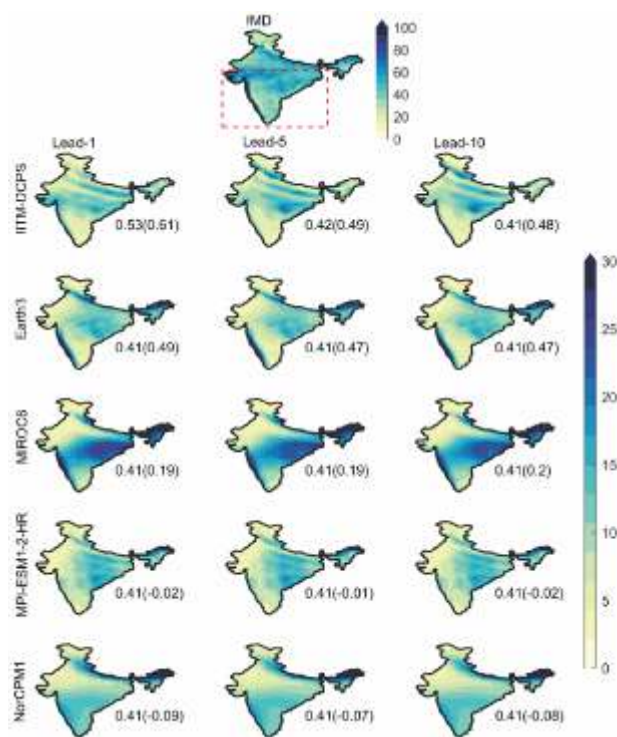 IMD
100
80
60
40
20
0
Lead-1 Lead-5 Lead-10
IITM-DCPS
0.53(0.51) 0.42(0.49) 0.41(0.48)
Earth3
0.41(0.49) 0.41(0.47) 0.41(0.47)
MIROC6
0.41(0.19) 0.41(0.19) 0.41(0.2)
MPI-ESM1-2-HR
0.41(-0.02) 0.41(-0.01) 0.41(-0.02)
NorCPM1
0.41(-0.09) 0.41(-0.07) 0.41(-0.08)
30
25
20
15
10
5
0